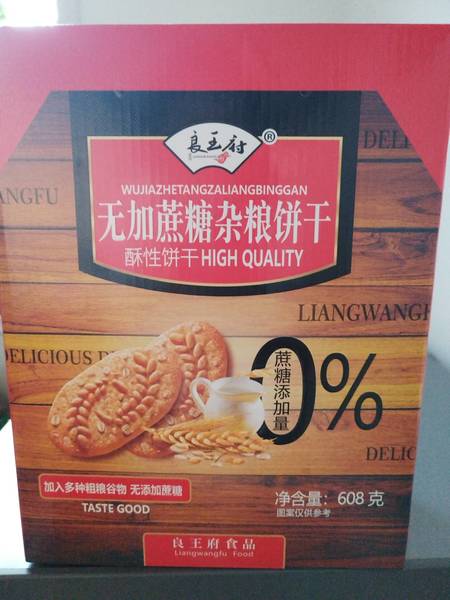 良王府
®
WUJIAZHETANGZALIANGBINGGAN
无加蔗糖杂粮饼干
酥性饼干 HIGH QUALITY
DELI
ANGFU
LIANGWANGF
DELICIOUS
蔗糖添加量
0%
DELIC
加入多种粗粮谷物 无添加蔗糖
TASTE GOOD
净含量：608 克
图案仅供参考
良王府食品
Liangwangfu Food